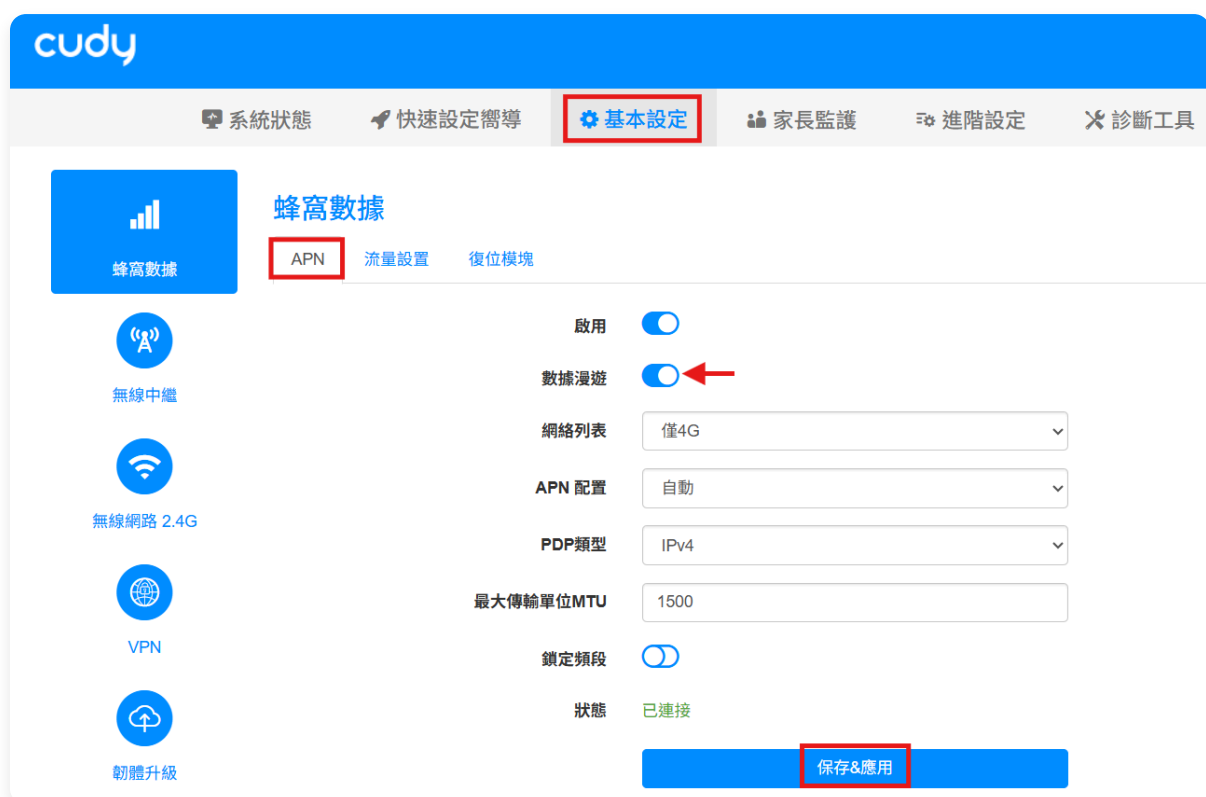 cudy
系統狀態 快速設定嚮導 基本設定 家長監護 進階設定 診斷工具
蜂窩數據
無線中繼
無線網路 2.4G
VPN
韌體升級
蜂窩數據
APN 流量設置 復位模塊
啟用
數據漫遊
網絡列表 僅4G
APN 配置 自動
PDP類型 IPv4
最大傳輸單位MTU 1500
鎖定頻段
狀態 已連接
保存&應用